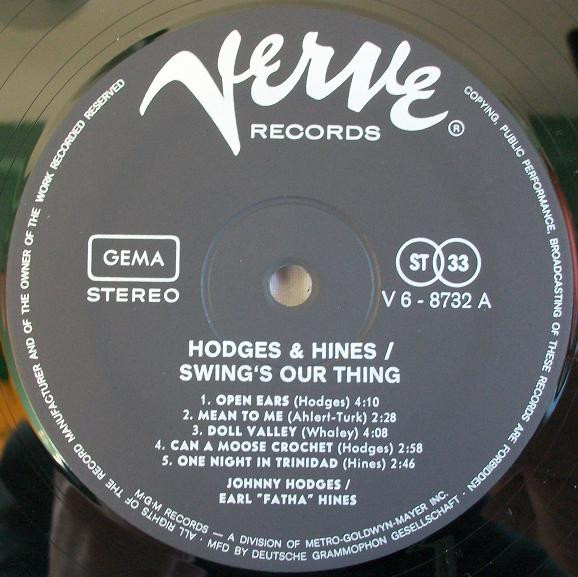 Verve
RECORDS ®
GEMA
STEREO
ST 33
V 6 - 8732 A
HODGES & HINES /
SWING'S OUR THING
1. OPEN EARS (Hodges) 4:10
2. MEAN TO ME (Ahlert-Turk) 2:28
3. DOLL VALLEY (Whaley) 4:08
4. CAN A MOOSE CROCHET (Hodges) 2:58
5. ONE NIGHT IN TRINIDAD (Hines) 2:46
JOHNNY HODGES /
EARL "FATHA" HINES
M·G·M RECORDS — A DIVISION OF METRO-GOLDWYN-MAYER INC.
· ALL RIGHTS OF THE RECORD MANUFACTURER AND OF THE OWNER OF THE WORK RECORDED RESERVED
COPYING, PUBLIC PERFORMANCE, BROADCASTING OF THESE RECORDS ARE FORBIDDEN
· MFD BY DEUTSCHE GRAMMOPHON GESELLSCHAFT ·